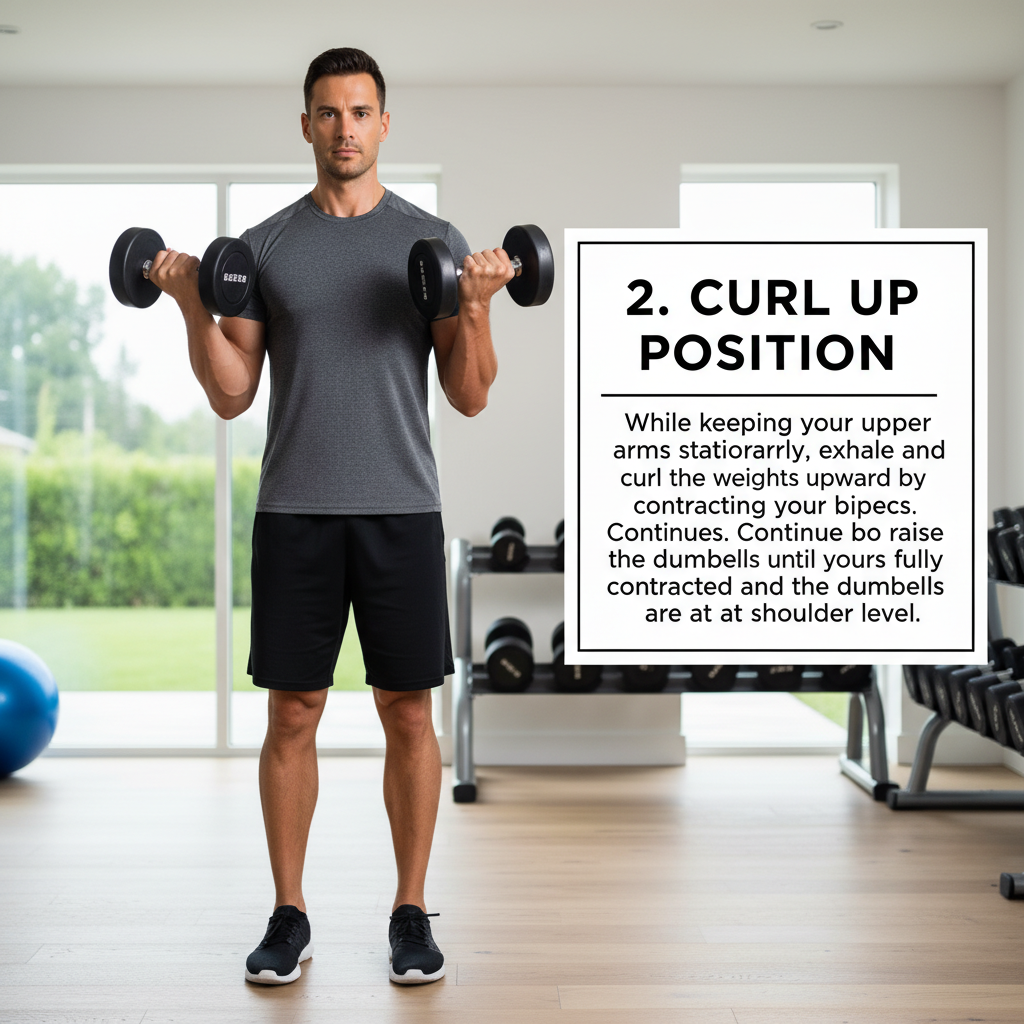 2. CURL UP
POSITION
While keeping your upper
arms statiorarrly, exhale and
curl the weights upward by
contracting your bipecs.
Continues. Continue bo raise
the dumbells until yours fully
contracted and the dumbells
are at at shoulder level.